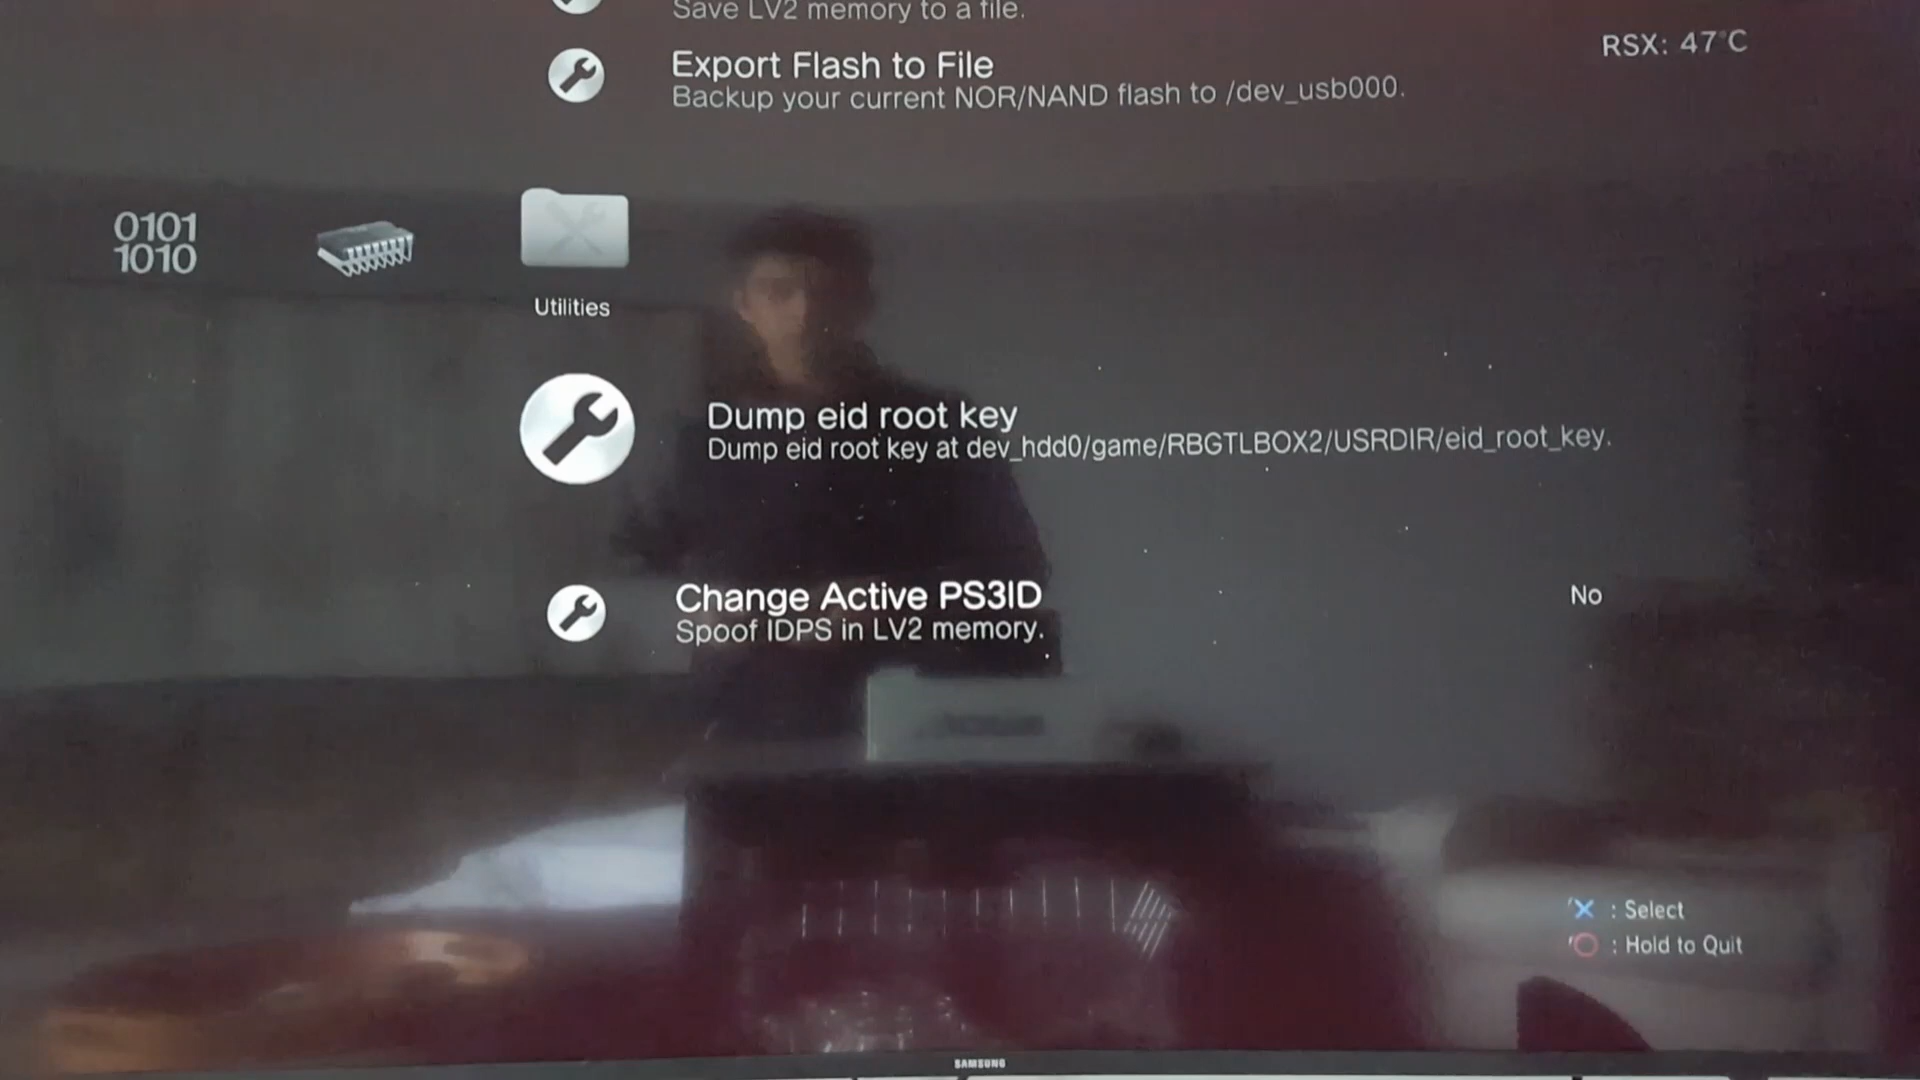 Save LV2 memory to a file.
RSX: 47°C
Export Flash to File
Backup your current NOR/NAND flash to /dev_usb000.
0101
1010
Utilities
Dump eid root key
Dump eid root key at dev_hdd0/game/RBGTLBOX2/USRDIR/eid_root_key.
Change Active PS3ID
No
Spoof IDPS in LV2 memory.
: Select
: Hold to Quit
SAMSUNG